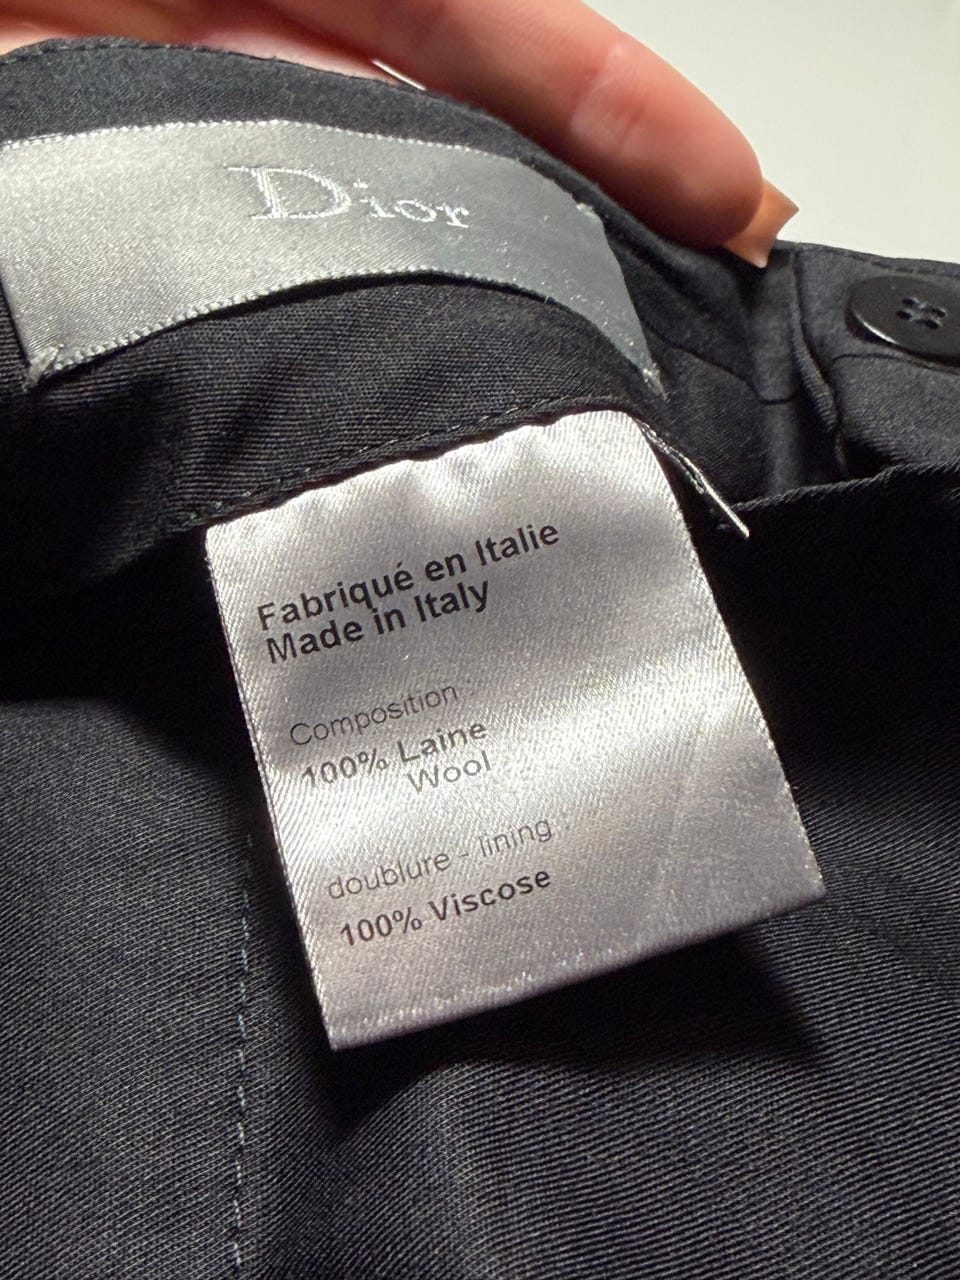 Dior
Fabriqué en Italie
Made in Italy
Composition :
100% Laine
Wool
doublure - lining :
100% Viscose